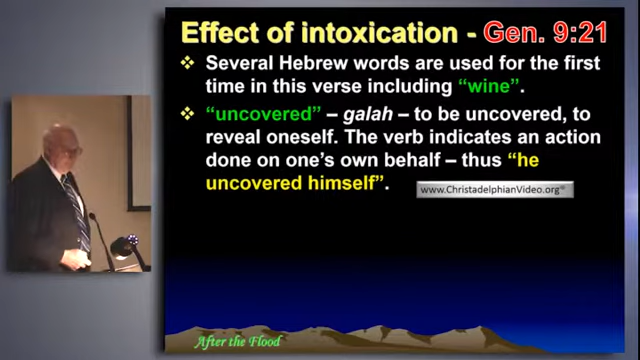 Effect of intoxication - Gen. 9:21
❖ Several Hebrew words are used for the first
time in this verse including “wine”.
❖ “uncovered” – galah – to be uncovered, to
reveal oneself. The verb indicates an action
done on one’s own behalf – thus “he
uncovered himself”.
www.ChristadelphianVideo.org®
After the Flood